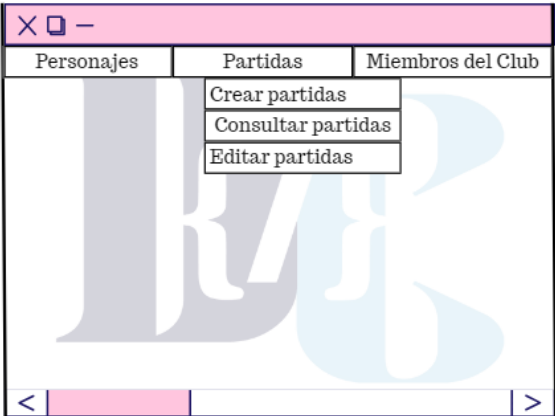 Personajes Partidas Miembros del Club
Crear partidas
Consultar partidas
Editar partidas